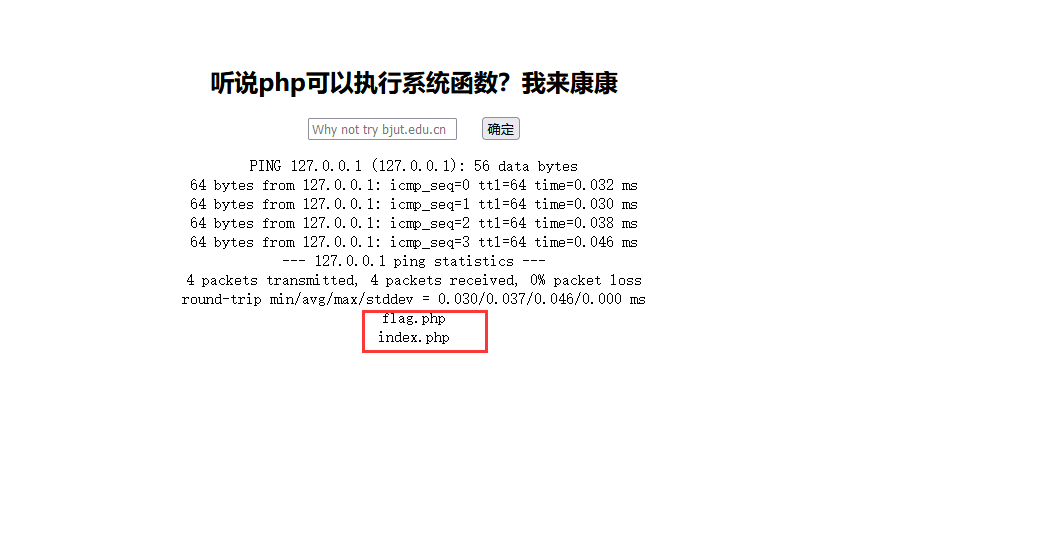 听说php可以执行系统函数？我来康康
Why not try bjut.edu.cn 确定
PING 127.0.0.1 (127.0.0.1): 56 data bytes
64 bytes from 127.0.0.1: icmp_seq=0 ttl=64 time=0.032 ms
64 bytes from 127.0.0.1: icmp_seq=1 ttl=64 time=0.030 ms
64 bytes from 127.0.0.1: icmp_seq=2 ttl=64 time=0.038 ms
64 bytes from 127.0.0.1: icmp_seq=3 ttl=64 time=0.046 ms
--- 127.0.0.1 ping statistics ---
4 packets transmitted, 4 packets received, 0% packet loss
round-trip min/avg/max/stddev = 0.030/0.037/0.046/0.000 ms
flag.php
index.php